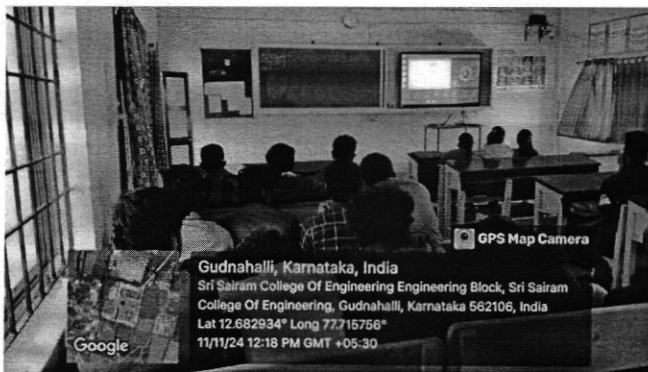 GPS Map Camera
Gudnahalli, Karnataka, India
Sri Sairam College Of Engineering Engineering Block, Sri Sairam
College Of Engineering, Gudnahalli, Karnataka 562106, India
Lat 12.682934° Long 77.715756°
11/11/24 12:18 PM GMT +05:30
Google